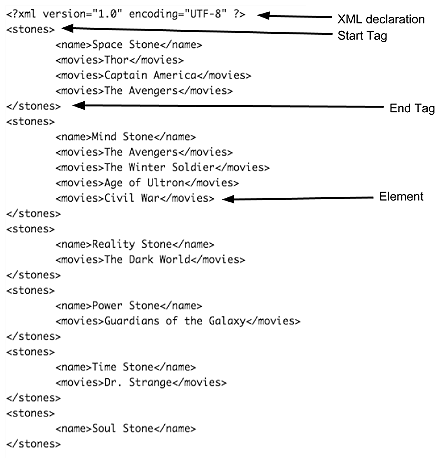 <?xml version="1.0" encoding="UTF-8" ?> XML declaration
<stones> Start Tag
<name>Space Stone</name>
<movies>Thor</movies>
<movies>Captain America</movies>
<movies>The Avengers</movies>
</stones> End Tag
<stones>
<name>Mind Stone</name>
<movies>The Avengers</movies>
<movies>The Winter Soldier</movies>
<movies>Age of Ultron</movies>
<movies>Civil War</movies> Element
</stones>
<stones>
<name>Reality Stone</name>
<movies>The Dark World</movies>
</stones>
<stones>
<name>Power Stone</name>
<movies>Guardians of the Galaxy</movies>
</stones>
<stones>
<name>Time Stone</name>
<movies>Dr. Strange</movies>
</stones>
<stones>
<name>Soul Stone</name>
</stones>